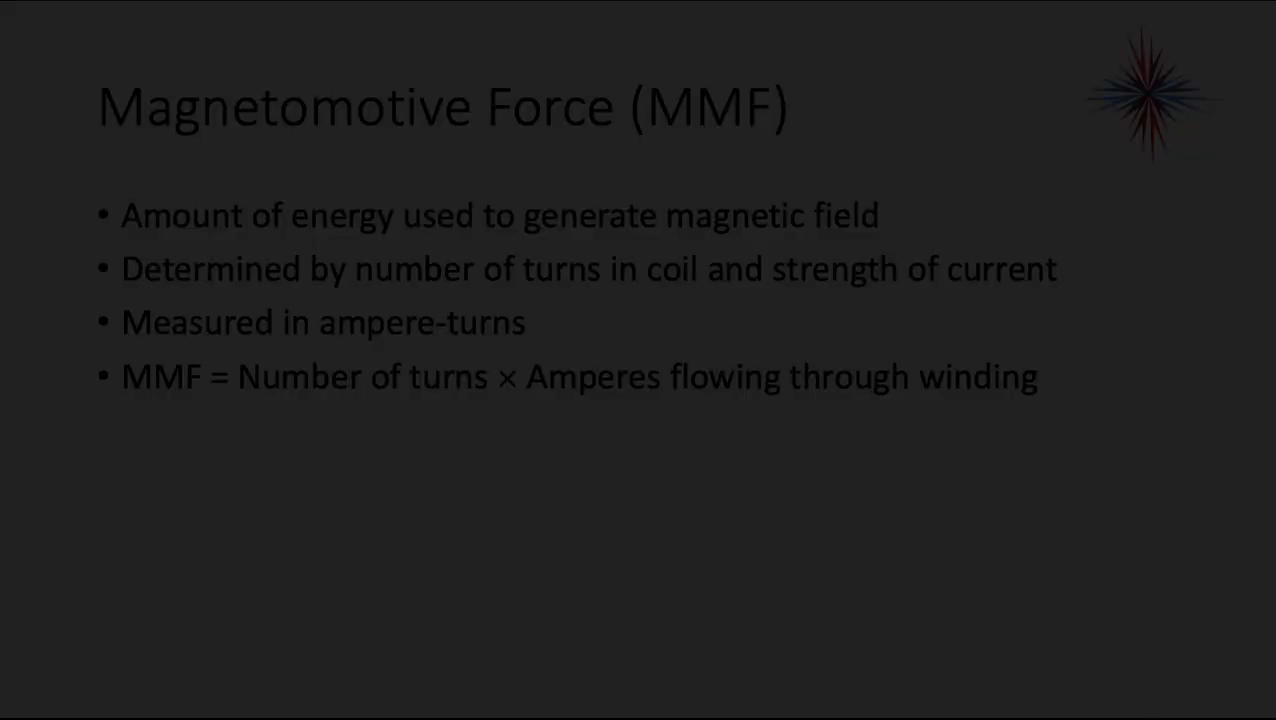 Magnetomotive Force (MMF)
• Amount of energy used to generate magnetic field
• Determined by number of turns in coil and strength of current
• Measured in ampere-turns
• MMF = Number of turns × Amperes flowing through winding